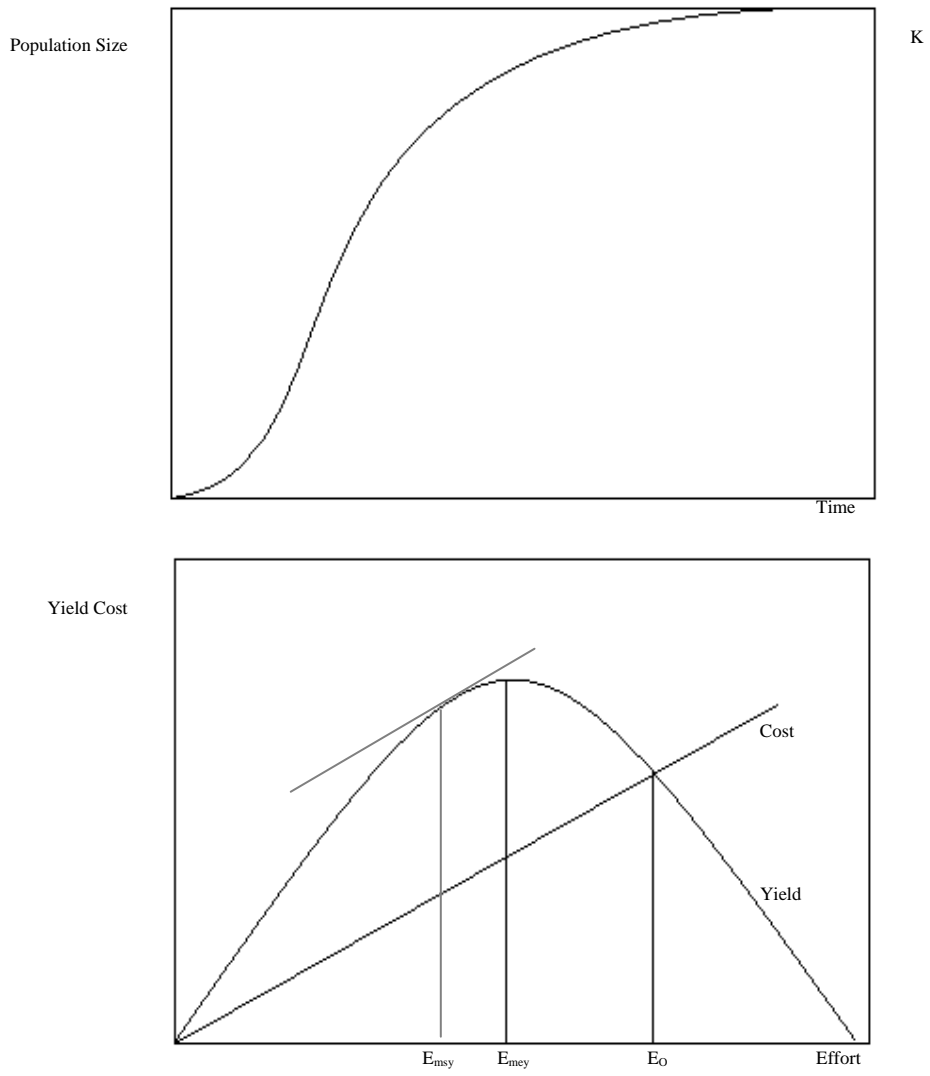 Population Size
K
Time
Yield Cost
Cost
Yield
Emsy
Emey
EO
Effort